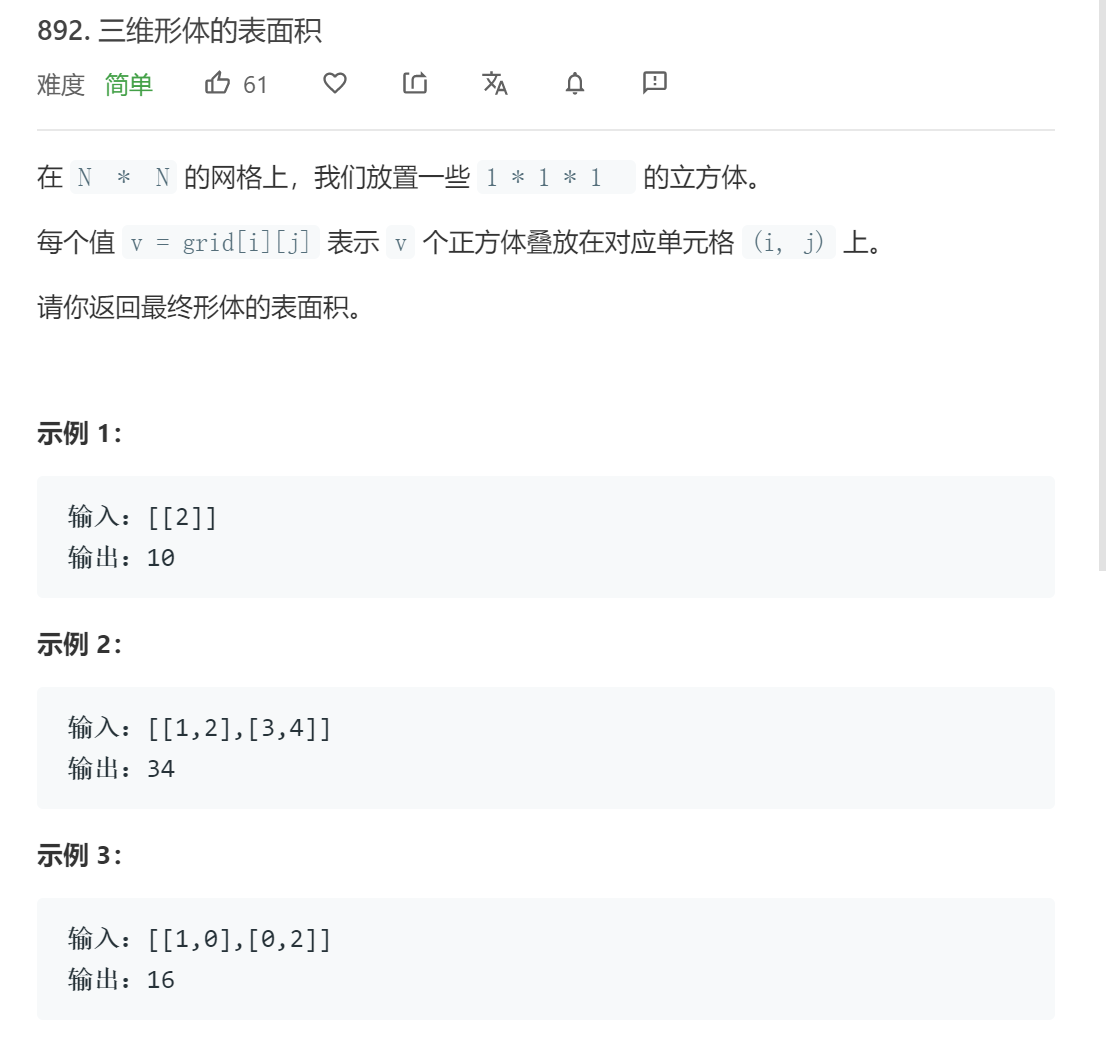 892. 三维形体的表面积
难度 简单 61
在 N * N 的网格上，我们放置一些 1 * 1 * 1 的立方体。
每个值 v = grid[i][j] 表示 v 个正方体叠放在对应单元格 (i, j) 上。
请你返回最终形体的表面积。
示例 1：
输入：[[2]]
输出：10
示例 2：
输入：[[1,2],[3,4]]
输出：34
示例 3：
输入：[[1,0],[0,2]]
输出：16